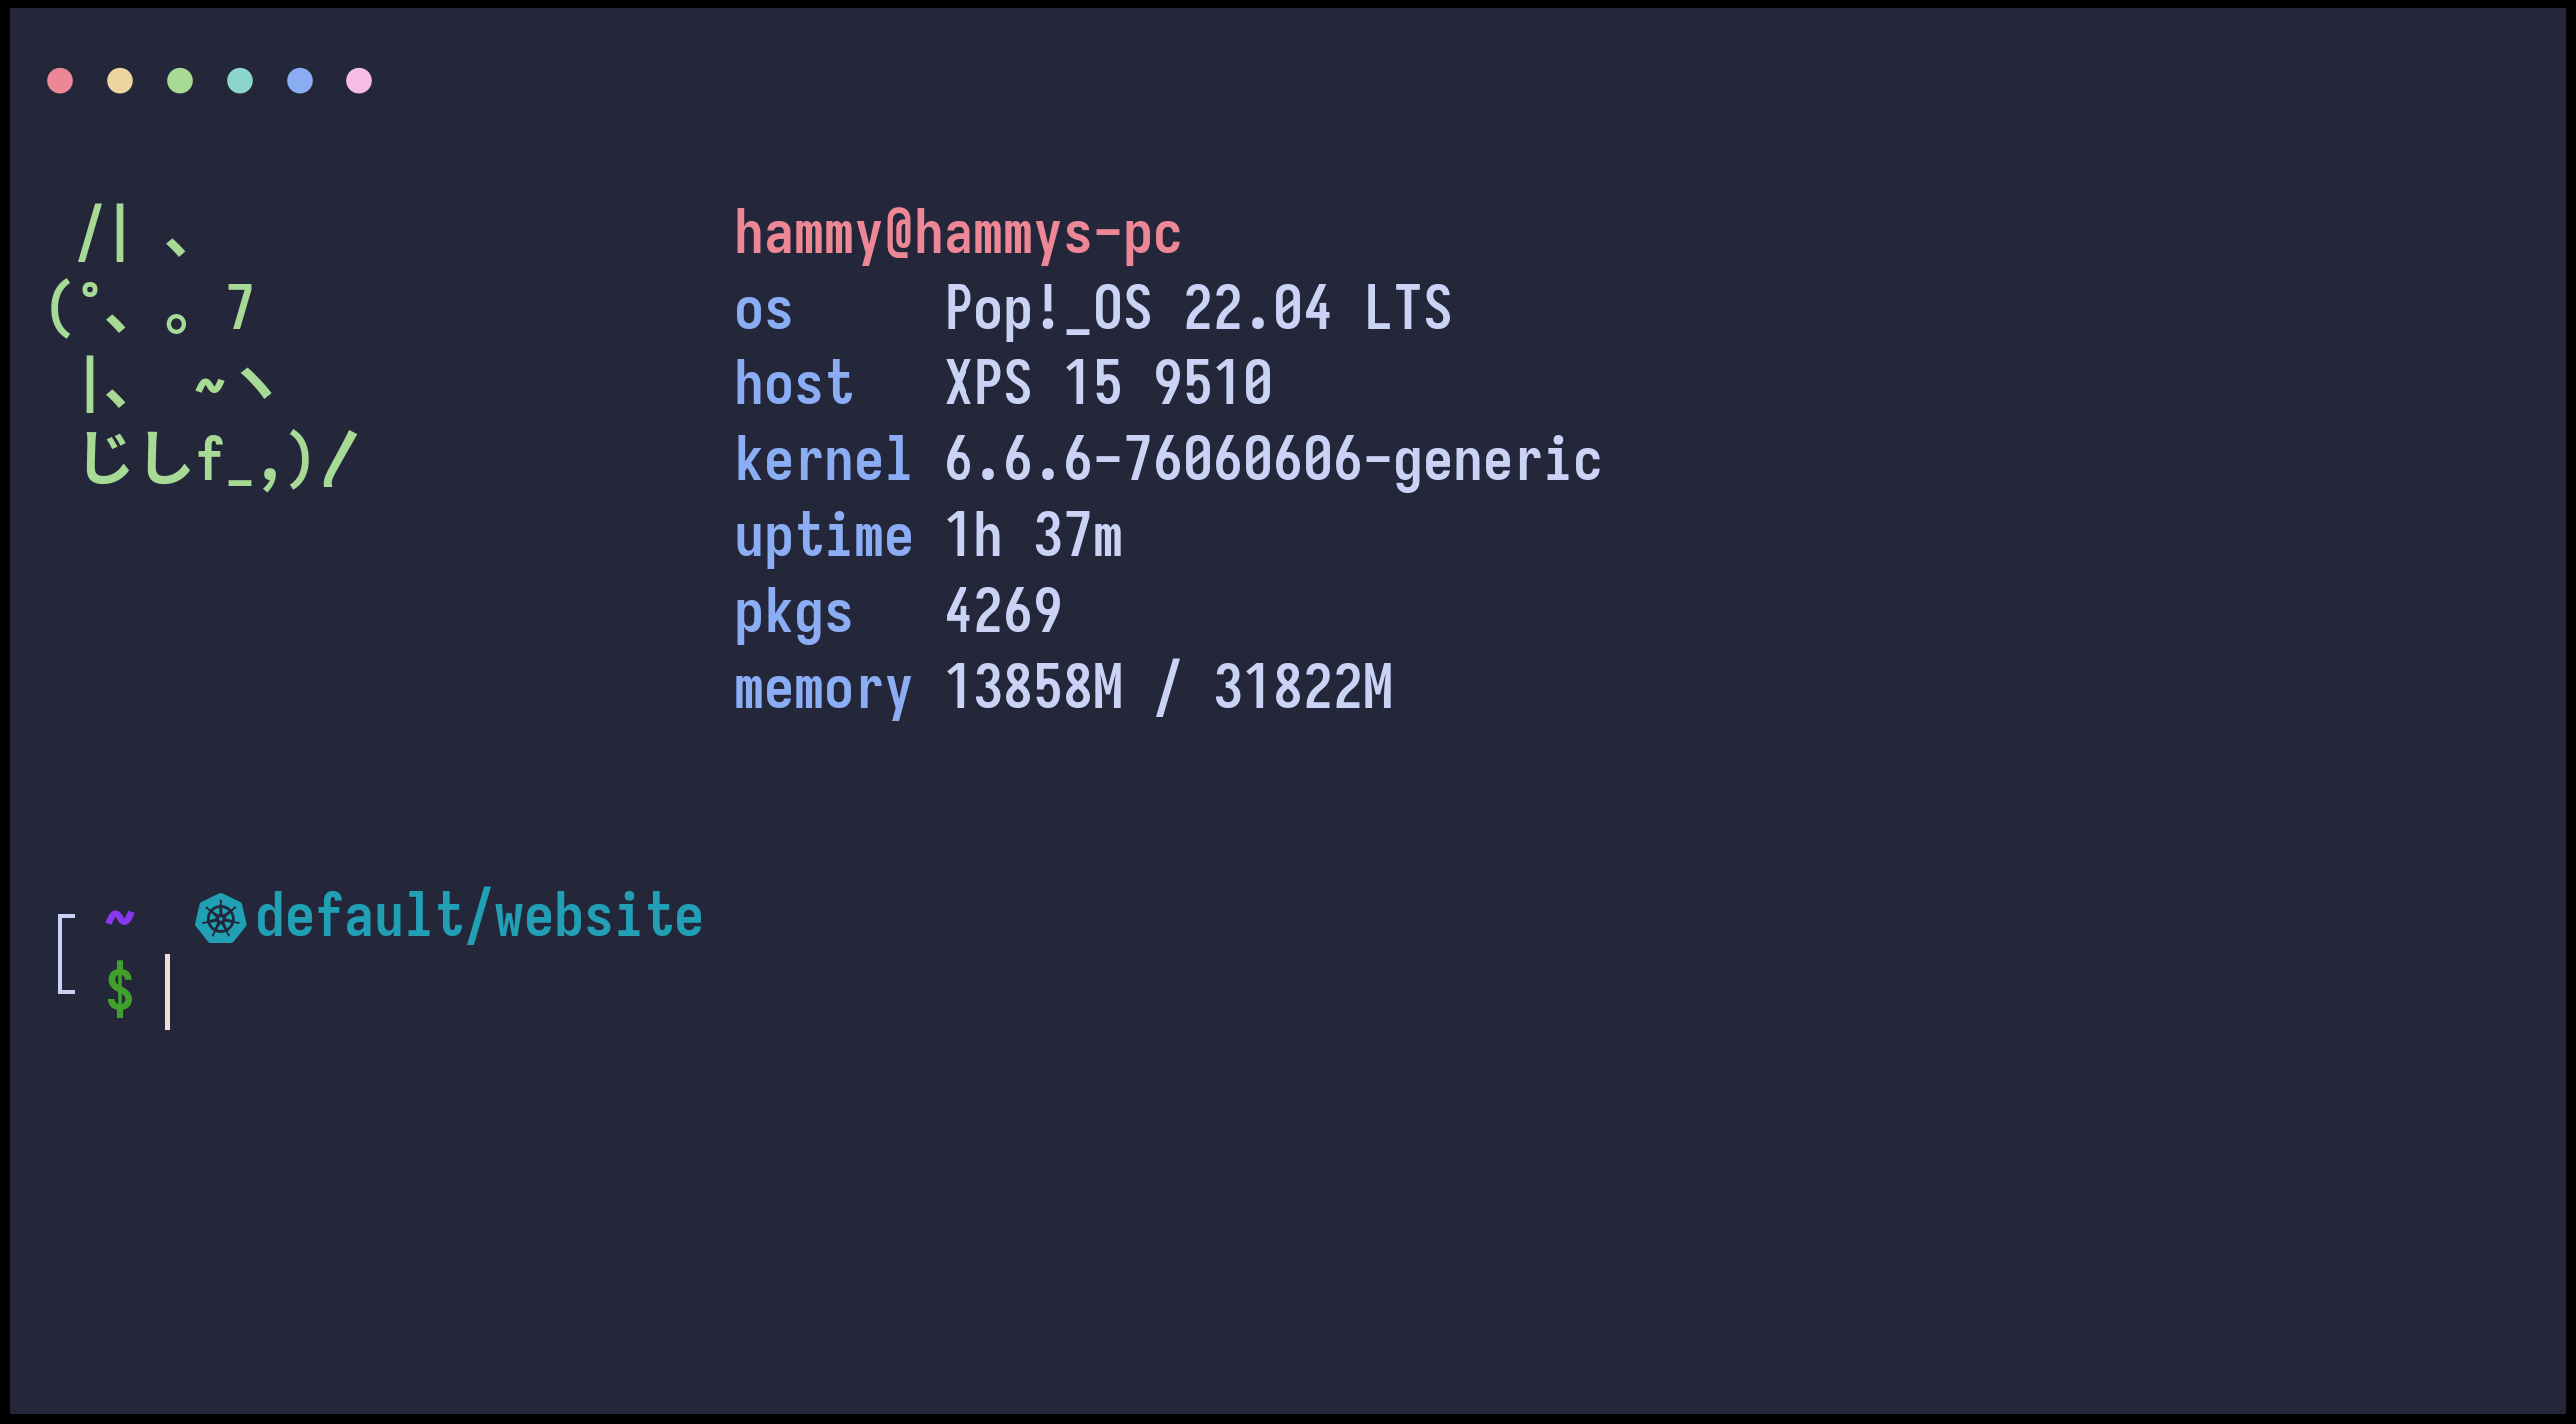 /| 、
(°、 。7
|、 ~ヽ
じしf_,)/
hammy@hammys-pc
os Pop!_OS 22.04 LTS
host XPS 15 9510
kernel 6.6.6-76060606-generic
uptime 1h 37m
pkgs 4269
memory 13858M / 31822M
~ default/website
$